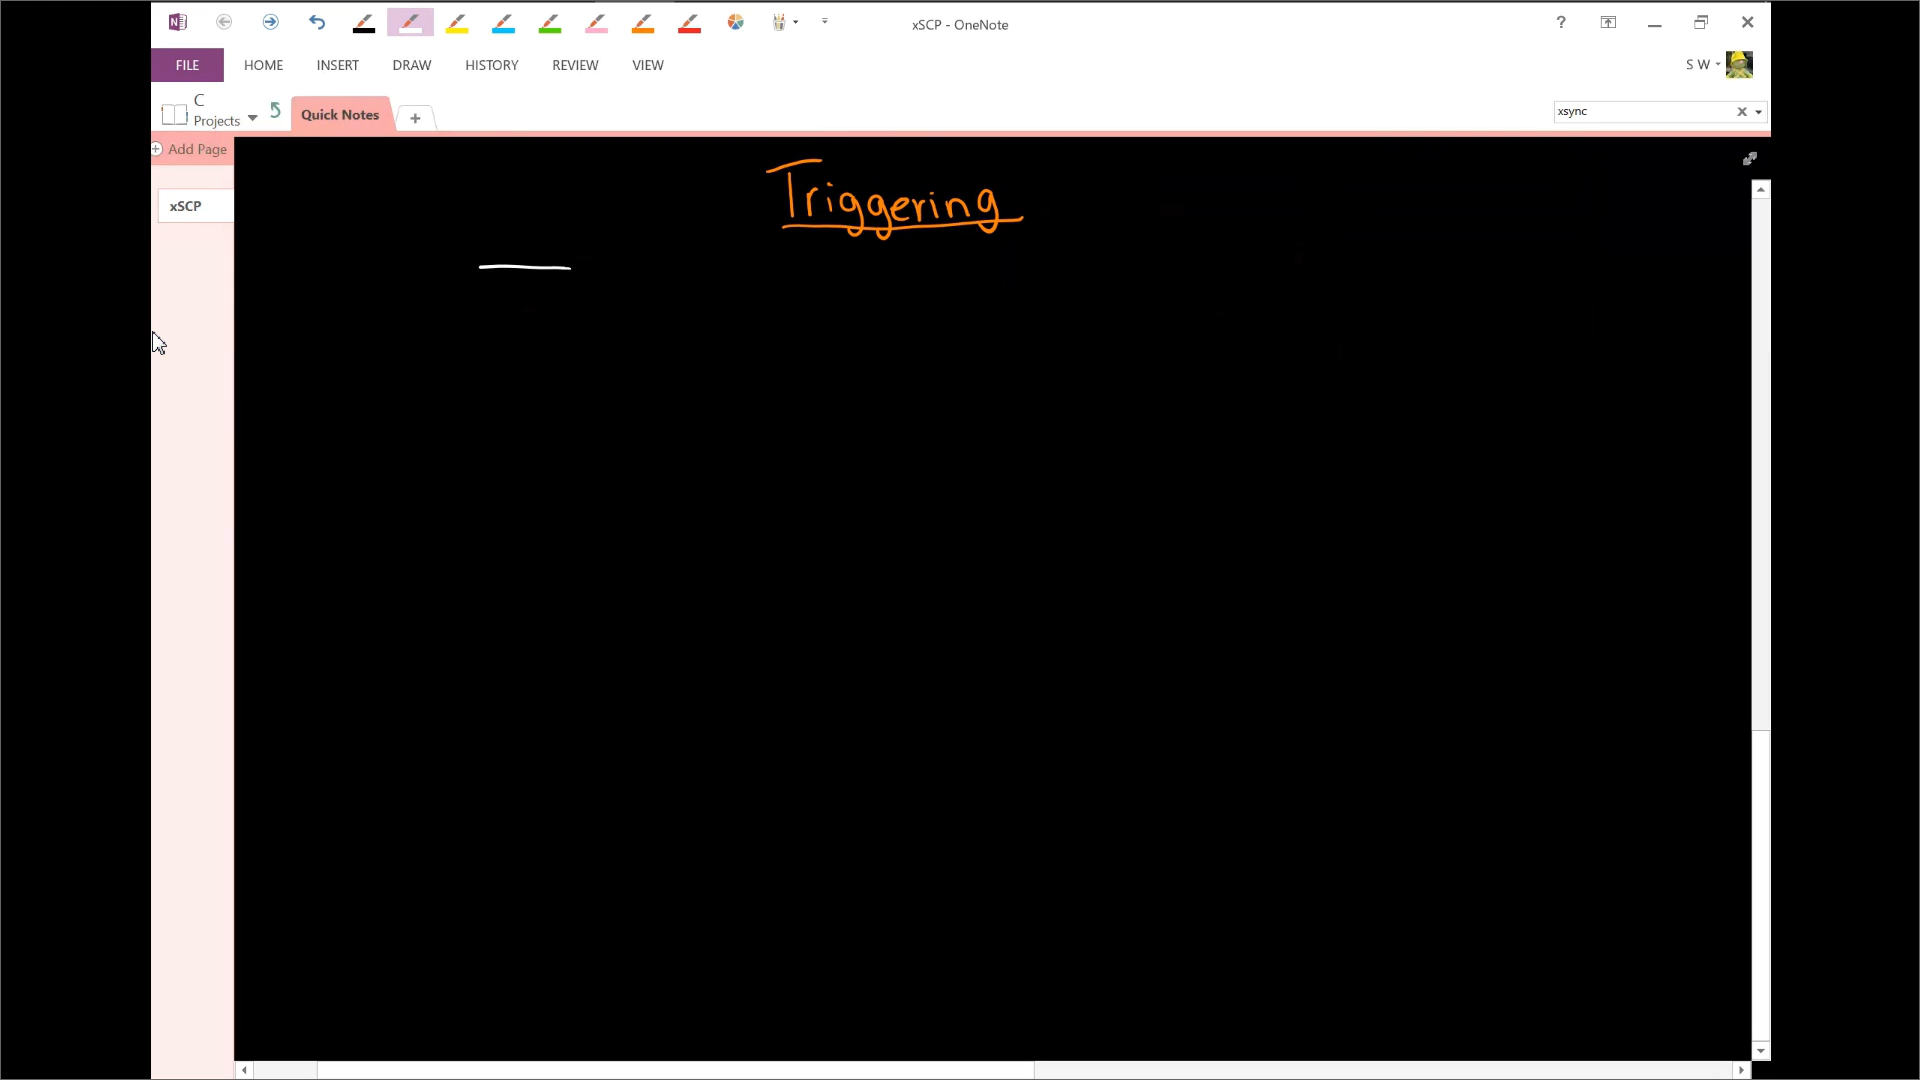 xSCP - OneNote
?
FILE HOME INSERT DRAW HISTORY REVIEW VIEW
S W
C
Projects
Quick Notes
xsync
Add Page
xSCP
Triggering